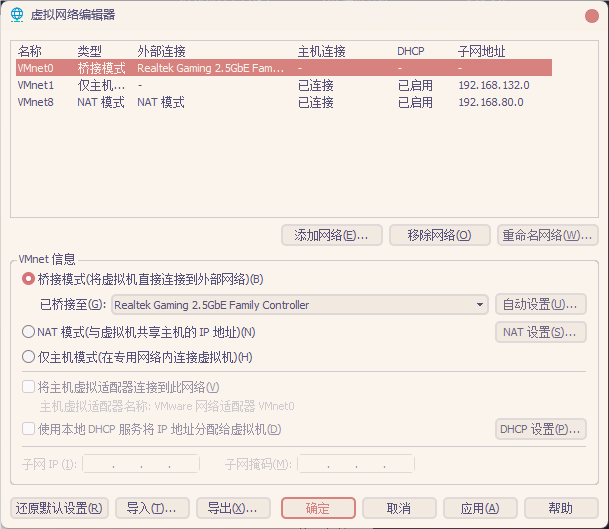 虚拟网络编辑器
名称 类型 外部连接 主机连接 DHCP 子网地址
VMnet0 桥接模式 Realtek Gaming 2.5GbE Fam... - - -
VMnet1 仅主机... - 已连接 已启用 192.168.132.0
VMnet8 NAT 模式 NAT 模式 已连接 已启用 192.168.80.0
添加网络(E)... 移除网络(O) 重命名网络(W)...
VMnet 信息
桥接模式(将虚拟机直接连接到外部网络)(B)
已桥接至(G): Realtek Gaming 2.5GbE Family Controller 自动设置(U)...
NAT 模式(与虚拟机共享主机的 IP 地址)(N) NAT 设置(S)...
仅主机模式(在专用网络内连接虚拟机)(H)
将主机虚拟适配器连接到此网络(V)
主机虚拟适配器名称: VMware 网络适配器 VMnet0
使用本地 DHCP 服务将 IP 地址分配给虚拟机(D) DHCP 设置(P)...
子网 IP (I): . . . 子网掩码(M): . . .
还原默认设置(R) 导入(T)... 导出(X)... 确定 取消 应用(A) 帮助